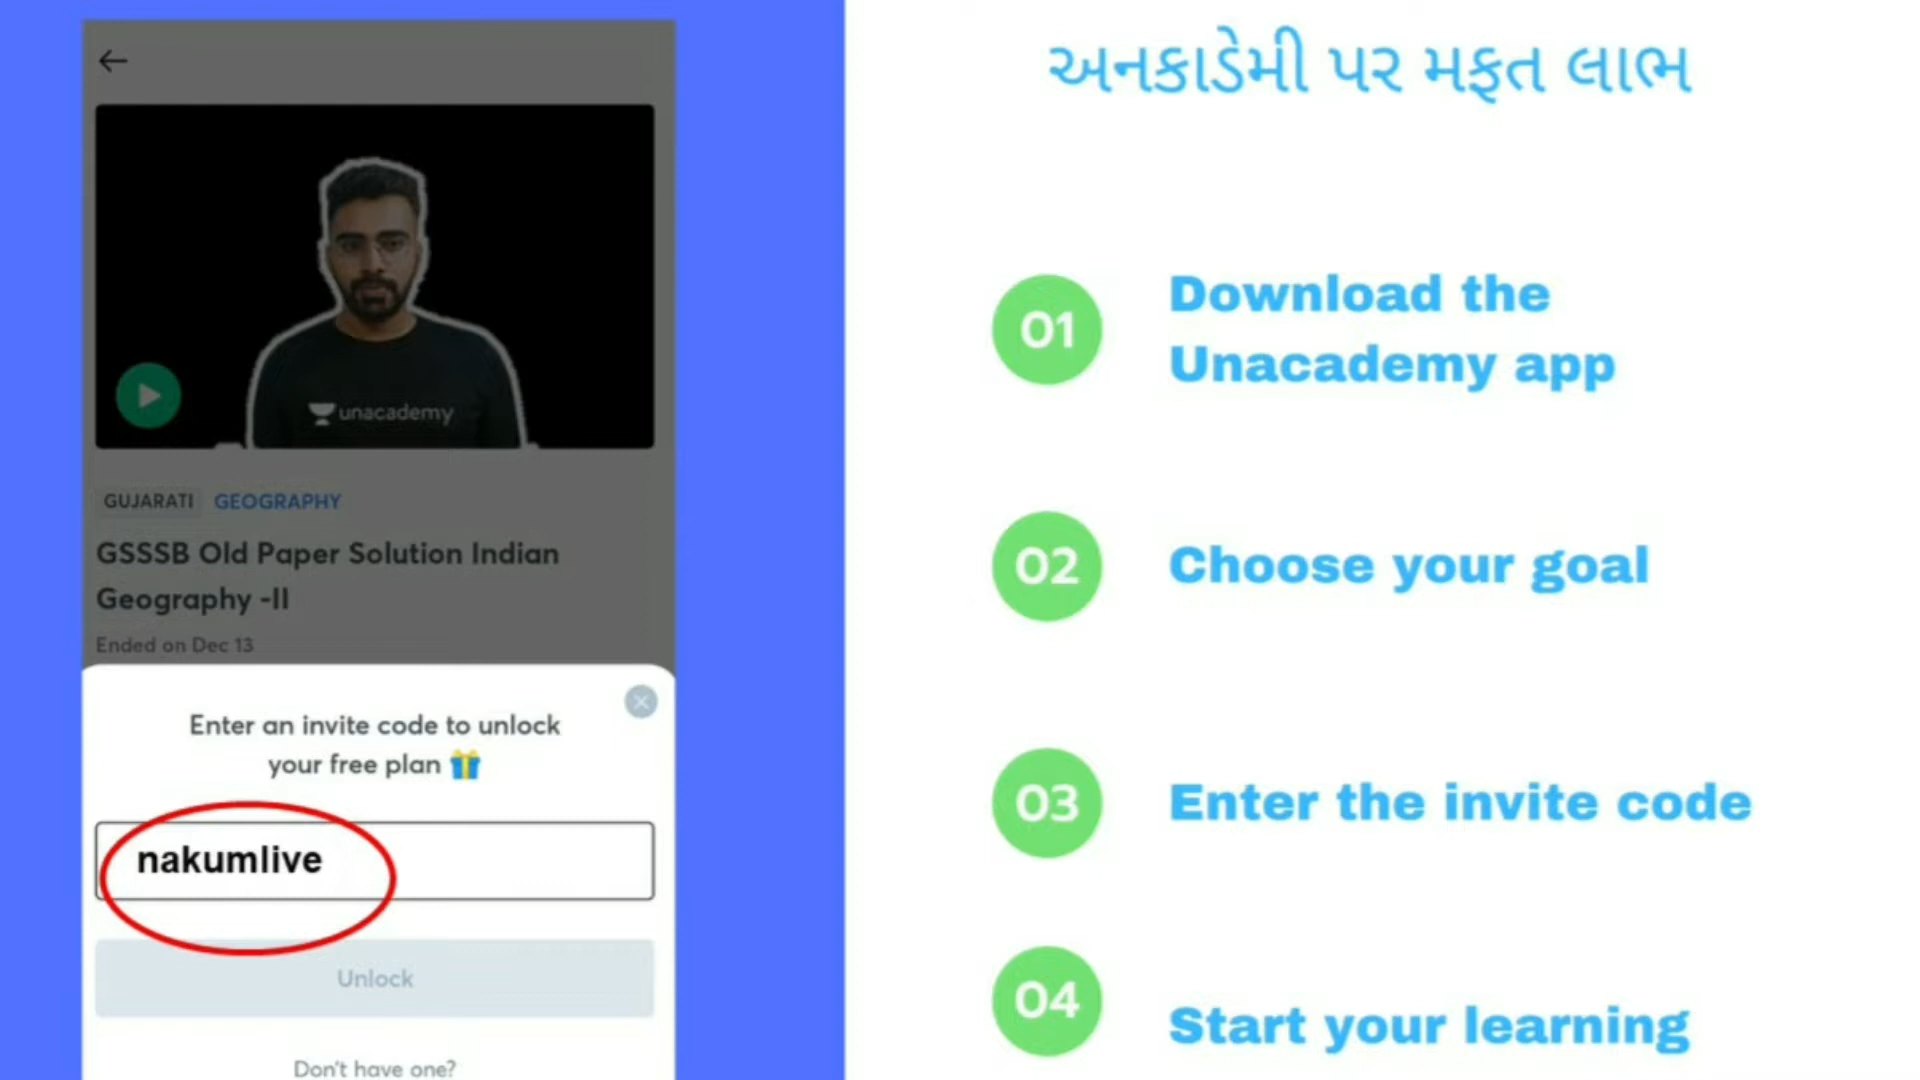 unacademy
GUJARATI GEOGRAPHY
GSSSB Old Paper Solution Indian
Geography -II
Ended on Dec 13
Enter an invite code to unlock
your free plan
nakumlive
Unlock
Don't have one?
અનકાડેમી પર મફત લાભ
01
Download the
Unacademy app
02
Choose your goal
03
Enter the invite code
04
Start your learning